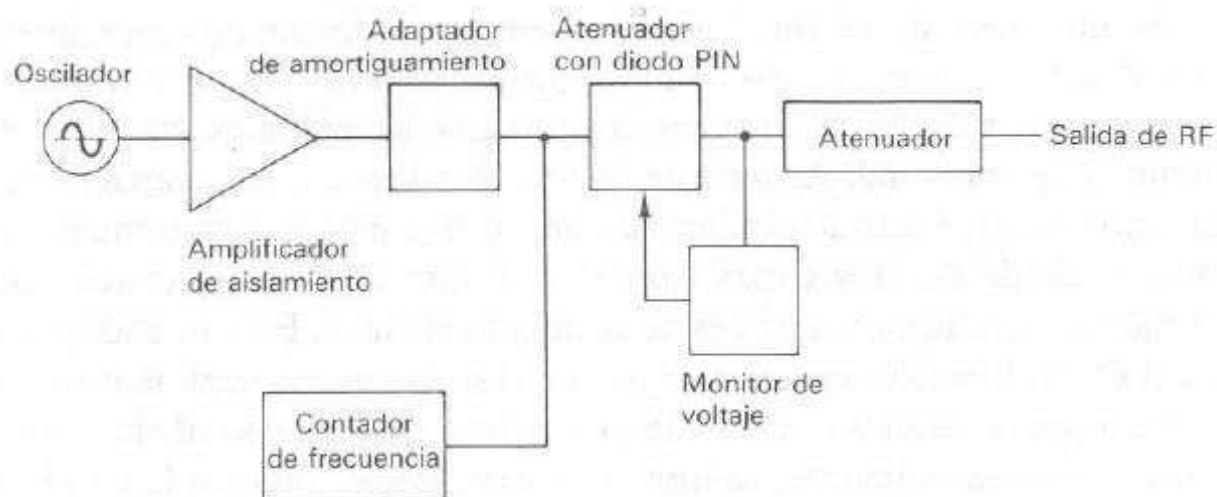 Oscilador
Adaptador
de amortiguamiento
Atenuador
con diodo PIN
Atenuador
Salida de RF
Amplificador
de aislamiento
Monitor de
voltaje
Contador
de frecuencia